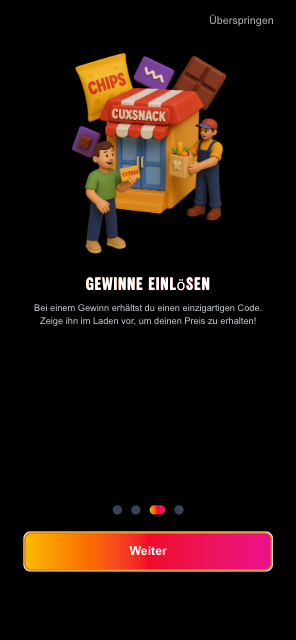 Überspringen
CHIPS
CUXSNACK
GEWINNE EINLÖSEN
Bei einem Gewinn erhältst du einen einzigartigen Code.
Zeige ihn im Laden vor, um deinen Preis zu erhalten!
Weiter